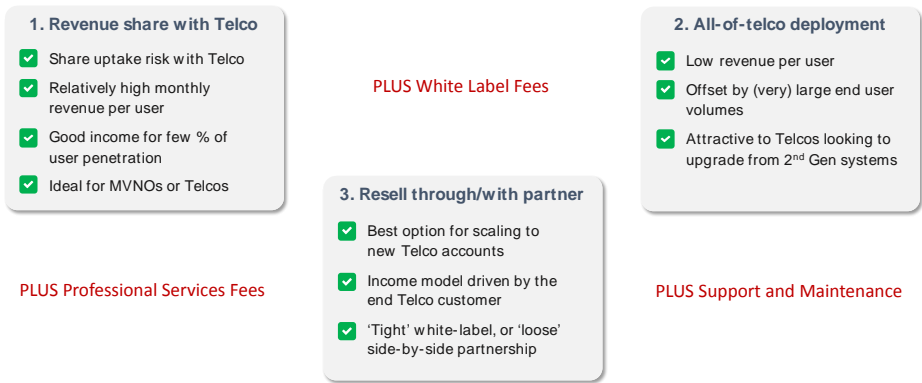 1. Revenue share with Telco
Share uptake risk with Telco
Relatively high monthly
revenue per user
Good income for few % of
user penetration
Ideal for MVNOs or Telcos
PLUS White Label Fees
2. All-of-telco deployment
Low revenue per user
Offset by (very) large end user
volumes
Attractive to Telcos looking to
upgrade from 2nd Gen systems
3. Resell through/with partner
Best option for scaling to
new Telco accounts
Income model driven by the
end Telco customer
‘Tight’ white-label, or ‘loose’
side-by-side partnership
PLUS Professional Services Fees
PLUS Support and Maintenance